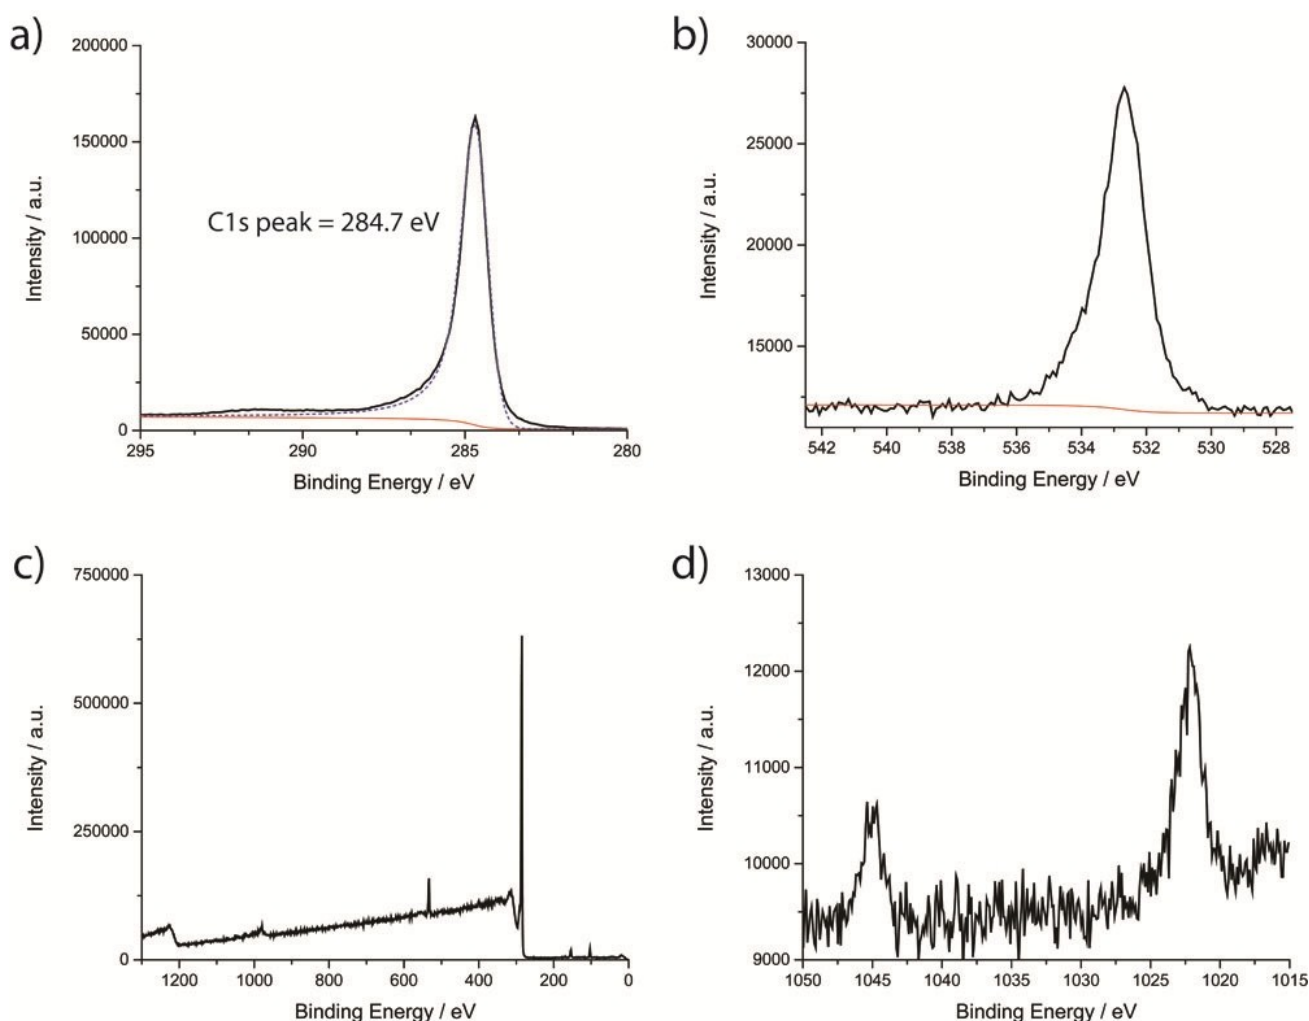 a)
200000
150000
100000
50000
0
Intensity / a.u.
C1s peak = 284.7 eV
295 290 285 280
Binding Energy / eV
b)
30000
25000
20000
15000
Intensity / a.u.
542 540 538 536 534 532 530 528
Binding Energy / eV
c)
750000
500000
250000
0
Intensity / a.u.
1200 1000 800 600 400 200 0
Binding Energy / eV
d)
13000
12000
11000
10000
9000
Intensity / a.u.
1050 1045 1040 1035 1030 1025 1020 1015
Binding Energy / eV